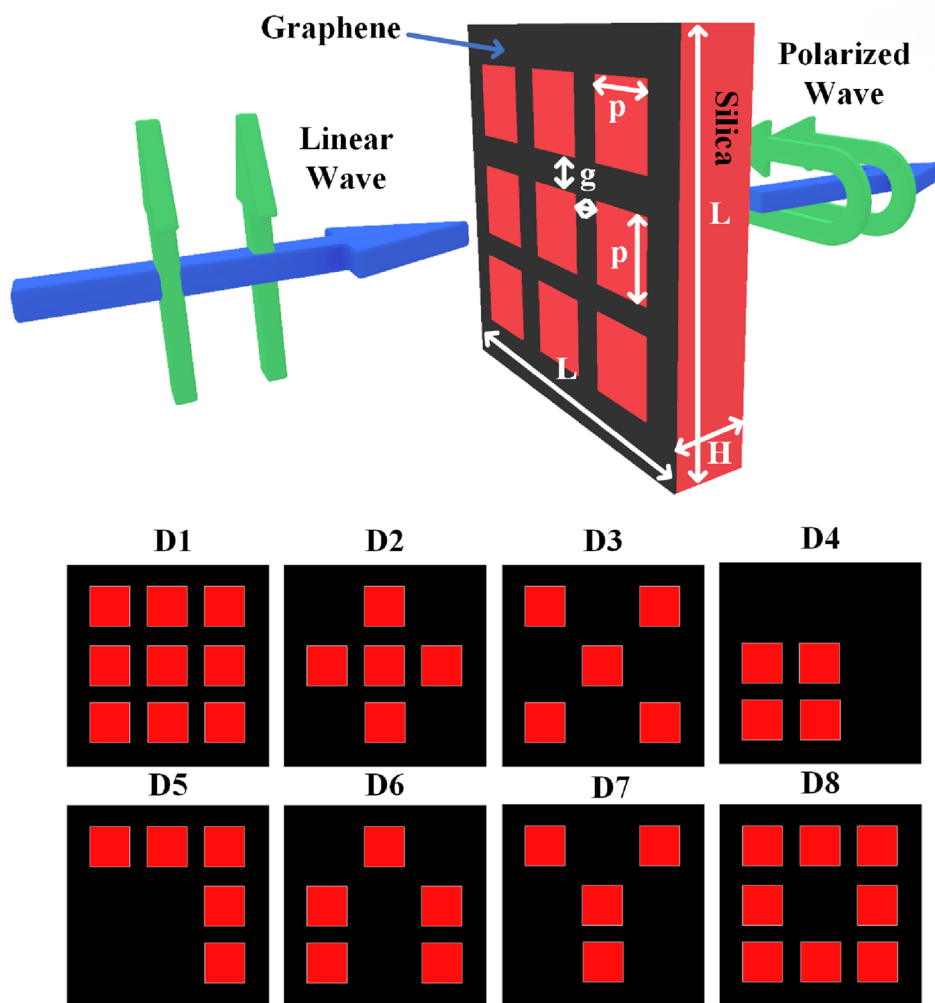 Graphene
Linear
Wave
Polarized
Wave
p
Silica
g
L
p
L
H
D1
D2
D3
D4
D5
D6
D7
D8